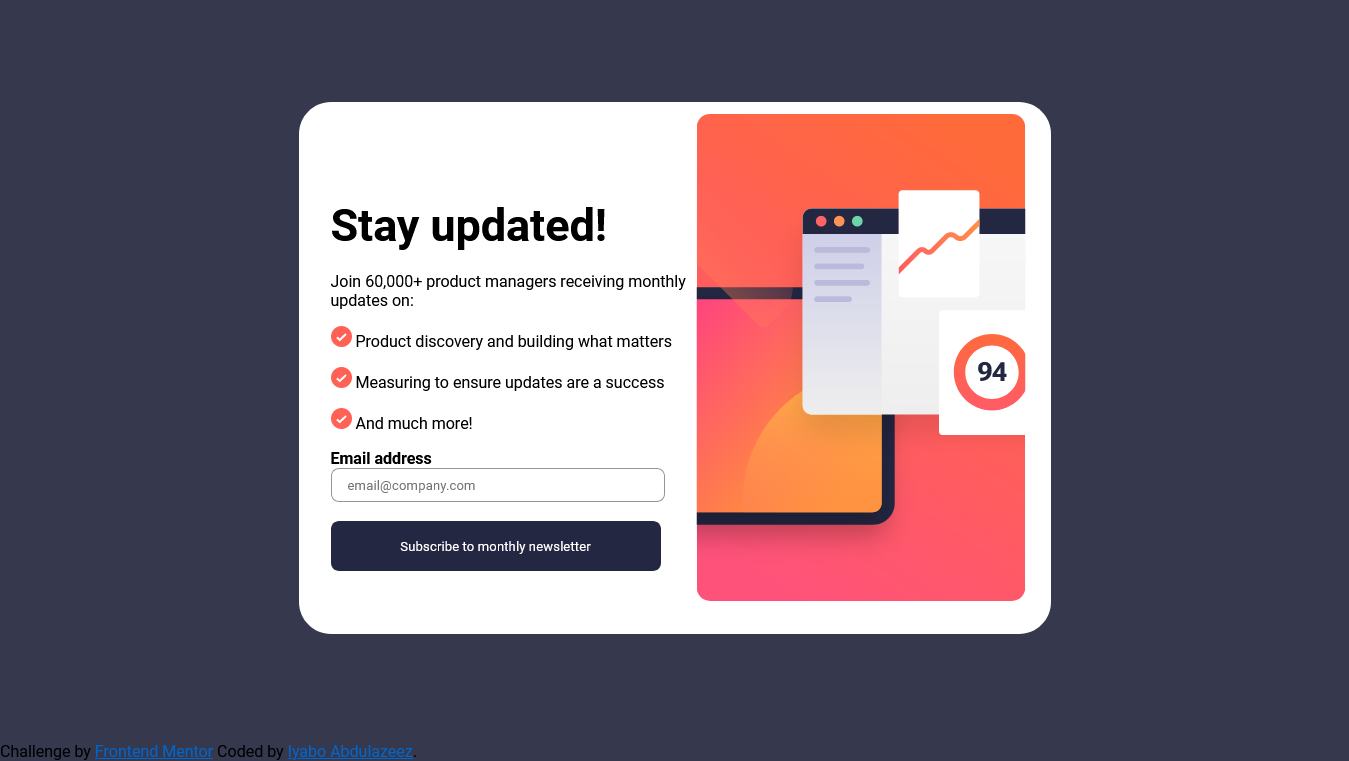 Stay updated!
Join 60,000+ product managers receiving monthly
updates on:
Product discovery and building what matters
Measuring to ensure updates are a success
And much more!
Email address
email@company.com
Subscribe to monthly newsletter
94
Challenge by Frontend Mentor Coded by Iyabo Abdulazeez.